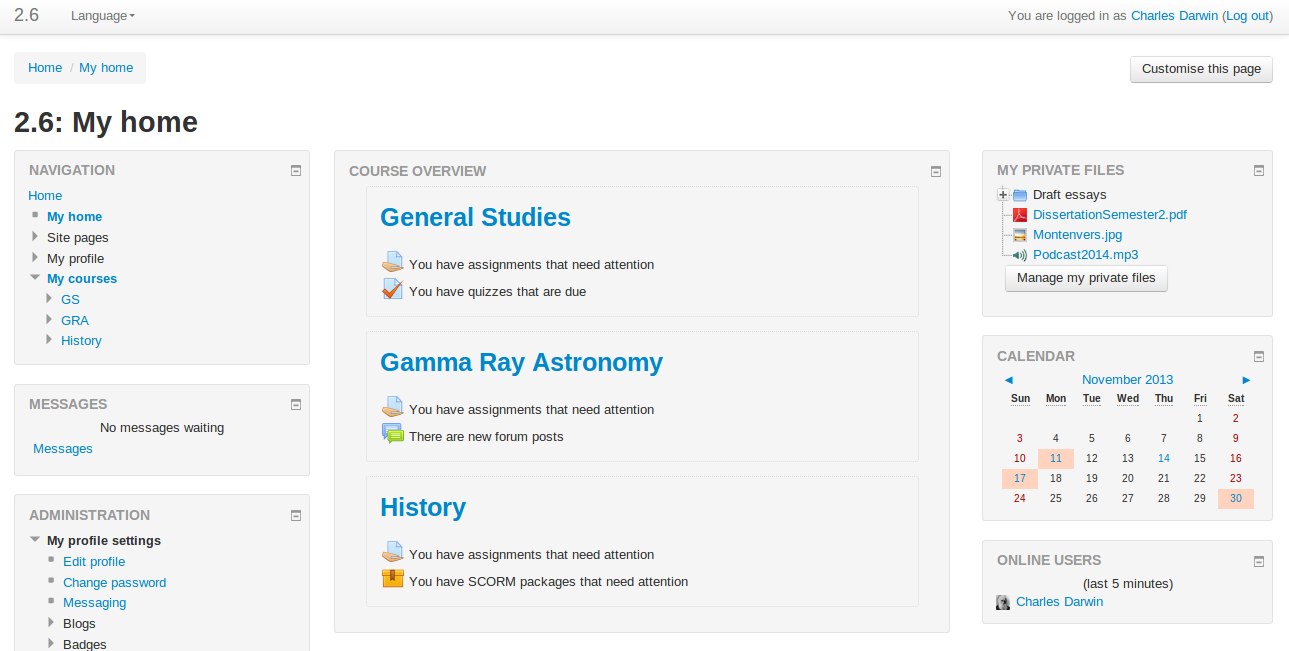 2.6 Language You are logged in as Charles Darwin (Log out)
Home / My home
Customise this page
2.6: My home
NAVIGATION
Home
My home
Site pages
My profile
My courses
GS
GRA
History
MESSAGES
No messages waiting
Messages
ADMINISTRATION
My profile settings
Edit profile
Change password
Messaging
Blogs
Badges
COURSE OVERVIEW
General Studies
You have assignments that need attention
You have quizzes that are due
Gamma Ray Astronomy
You have assignments that need attention
There are new forum posts
History
You have assignments that need attention
You have SCORM packages that need attention
MY PRIVATE FILES
Draft essays
DissertationSemester2.pdf
Montenvers.jpg
Podcast2014.mp3
Manage my private files
CALENDAR
◄ November 2013 ►
Sun Mon Tue Wed Thu Fri Sat
1 2
3 4 5 6 7 8 9
10 11 12 13 14 15 16
17 18 19 20 21 22 23
24 25 26 27 28 29 30
ONLINE USERS
(last 5 minutes)
Charles Darwin